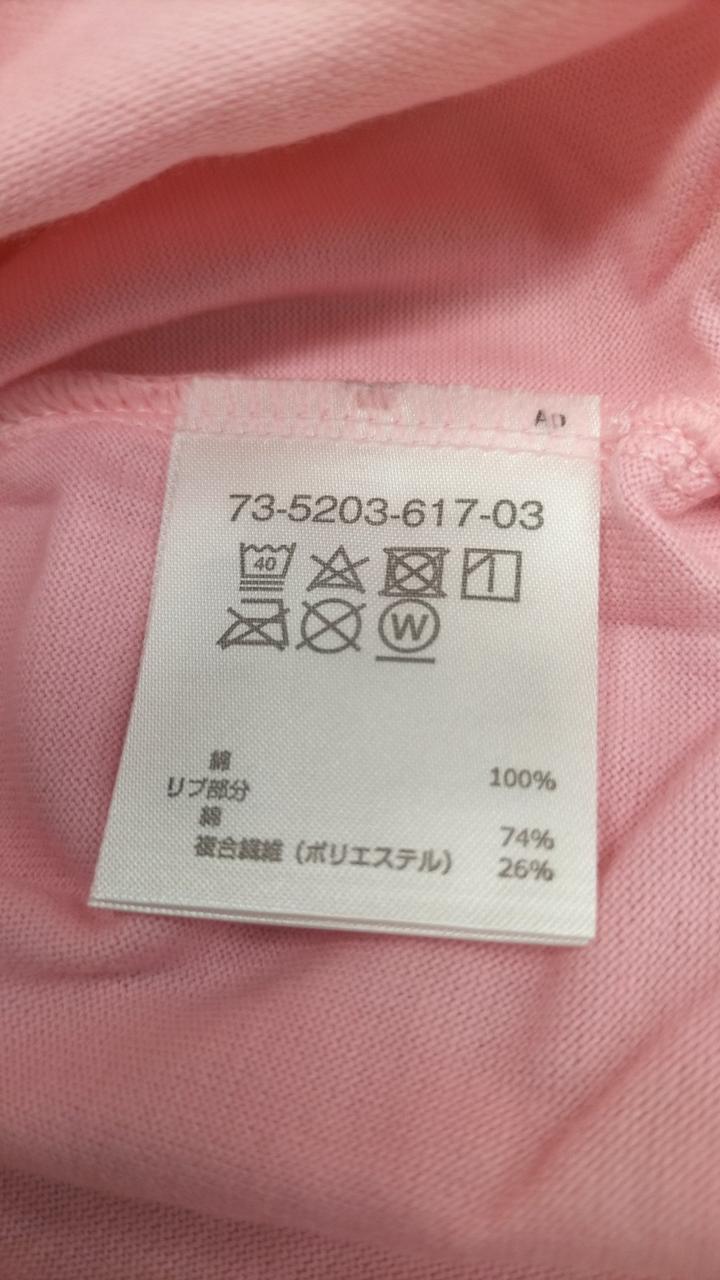 AD
73-5203-617-03
40
W
綿 100%
リブ部分
綿 74%
複合繊維（ポリエステル） 26%